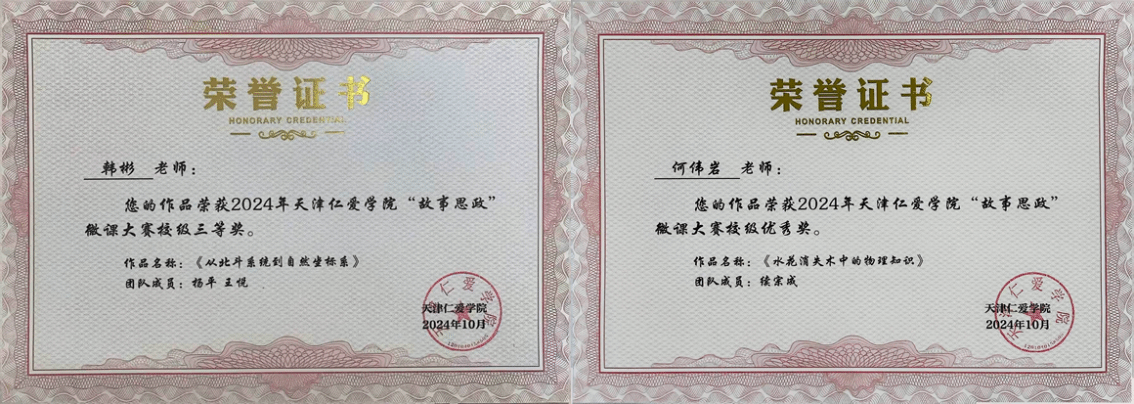 荣誉证书
HONORARY CREDENTIAL
韩彬 老师：
您的作品荣获2024年天津仁爱学院“故事思政”
微课大赛校级三等奖。
作品名称：《从北斗系统到自然坐标系》
团队成员：杨平 王悦
天津仁爱学院
2024年10月
荣誉证书
HONORARY CREDENTIAL
何伟岩 老师：
您的作品荣获2024年天津仁爱学院“故事思政”
微课大赛校级优秀奖。
作品名称：《水花消失术中的物理知识》
团队成员：续宗成
天津仁爱学院
2024年10月
天津仁爱学院